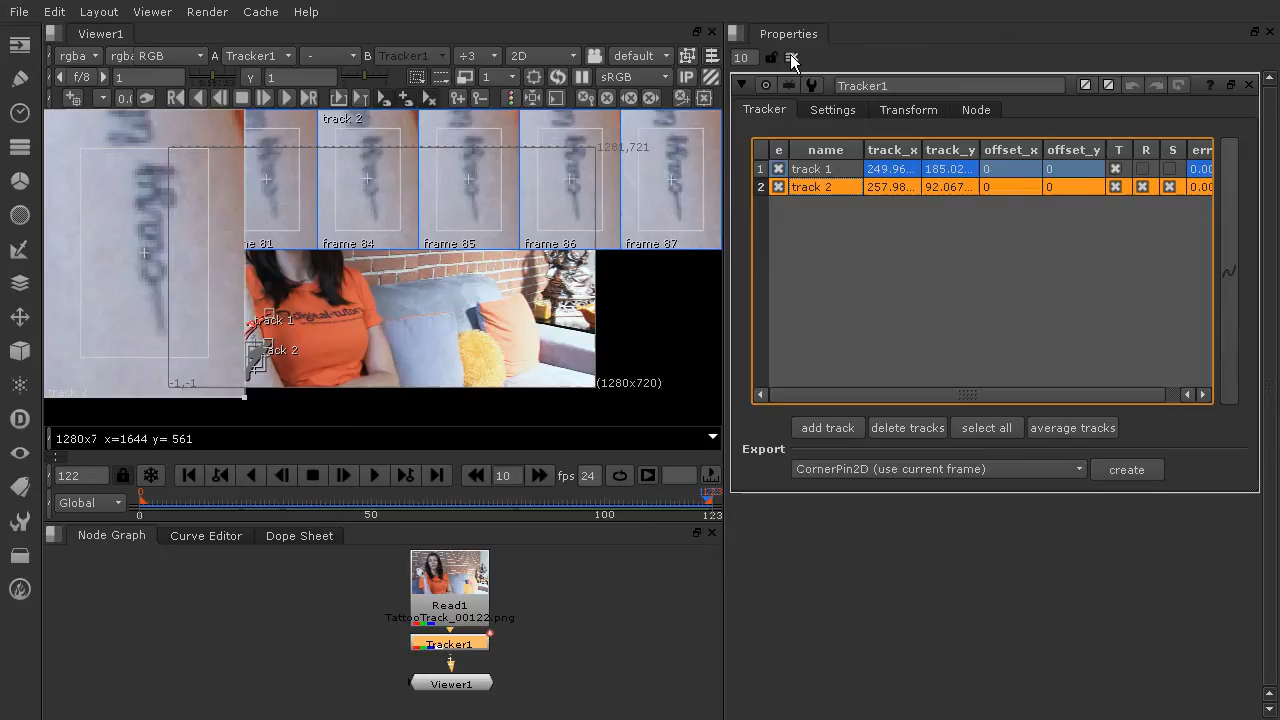 File Edit Layout Viewer Render Cache Help
Viewer1
Properties
rgba rgb RGB A Tracker1 - B Tracker1 ÷3 2D default
10
f/8 1 γ 1 1 sRGB IP
Tracker1
0.0
Tracker Settings Transform Node
track 2
1281,721
e name track_x track_y offset_x offset_y T R S err
1 track 1 249.96... 185.02... 0 0 0.00
2 track 2 257.98... 92.067... 0 0 0.00
frame 84 frame 85 frame 86 frame 87
track 1
track 2
-1,-1
(1280x720)
track 2
1280x7 x=1644 y= 561
add track delete tracks select all average tracks
Export
CornerPin2D (use current frame) create
122 10 fps 24
Global 0 50 100 123
Node Graph Curve Editor Dope Sheet
Read1
TattooTrack_00122.png
Tracker1
Viewer1